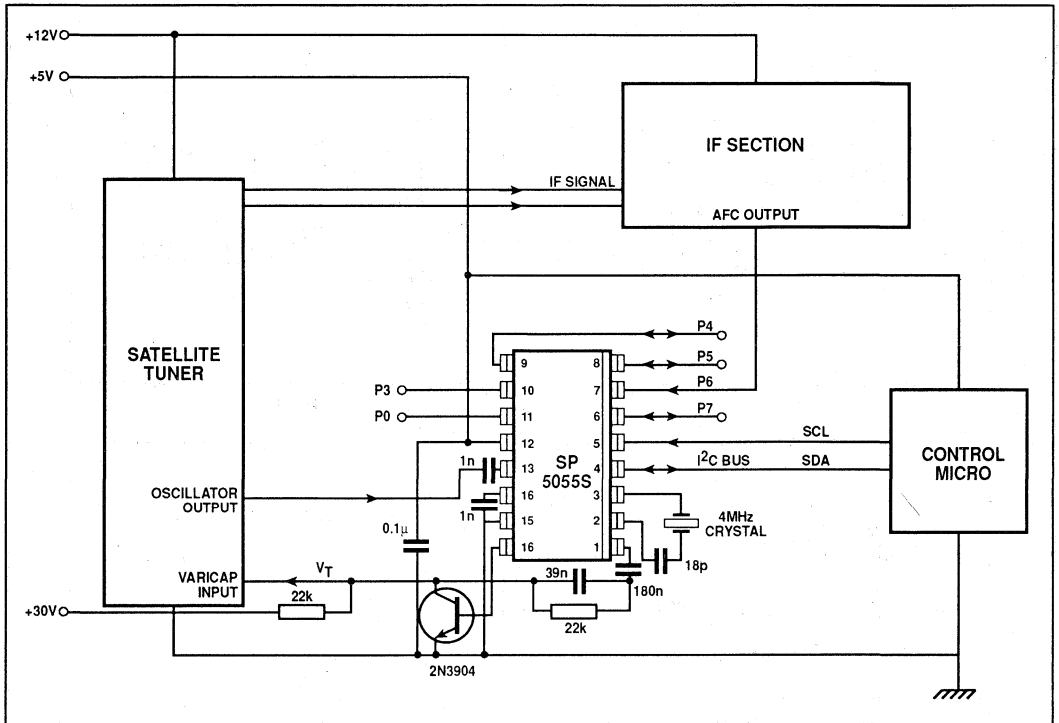 +12V
+5V
IF SECTION
IF SIGNAL
AFC OUTPUT
SATELLITE
TUNER
P4
P5
P6
P7
P3
P0
9
10
11
12
13
16
15
16
8
7
6
5
4
3
2
1
SP
5055S
SCL
I²C BUS SDA
CONTROL
MICRO
1n
1n
OSCILLATOR
OUTPUT
0.1µ
4MHz
CRYSTAL
18p
VARICAP
INPUT
VT
39n
180n
+30V
22k
22k
2N3904